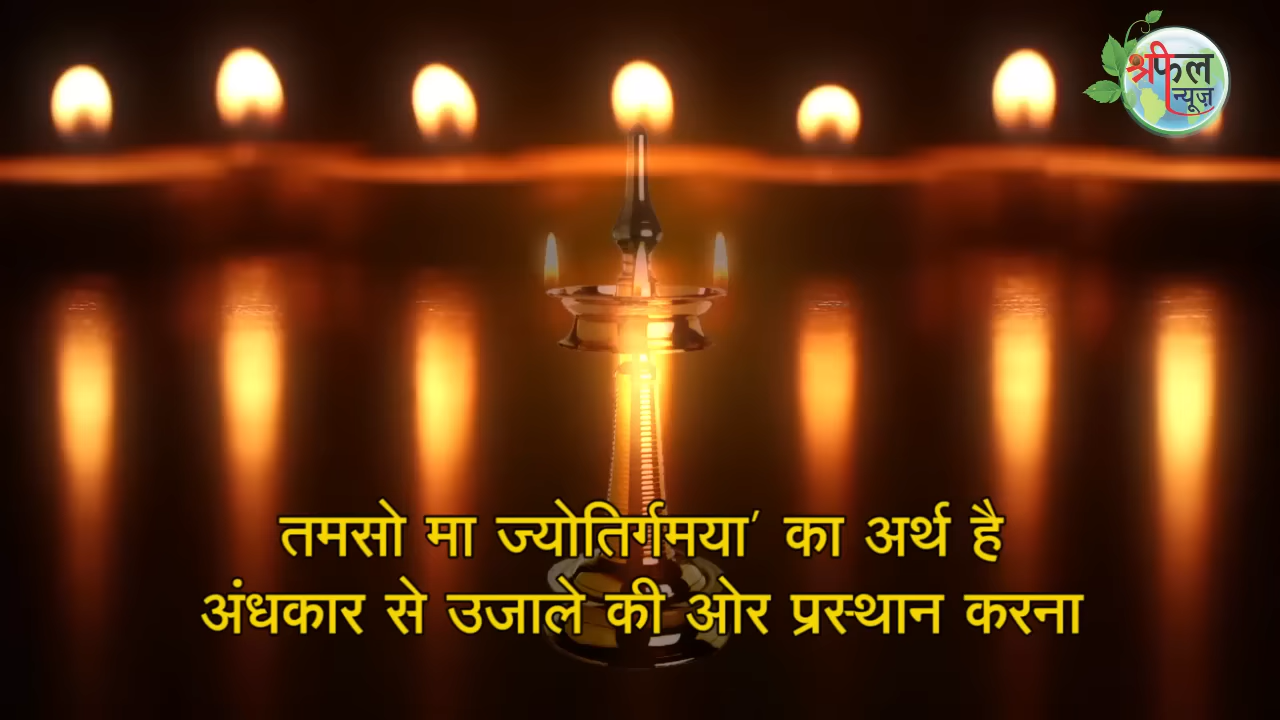 श्रीफल
न्यूज़
तमसो मा ज्योतिर्गमया’ का अर्थ है
अंधकार से उजाले की ओर प्रस्थान करना